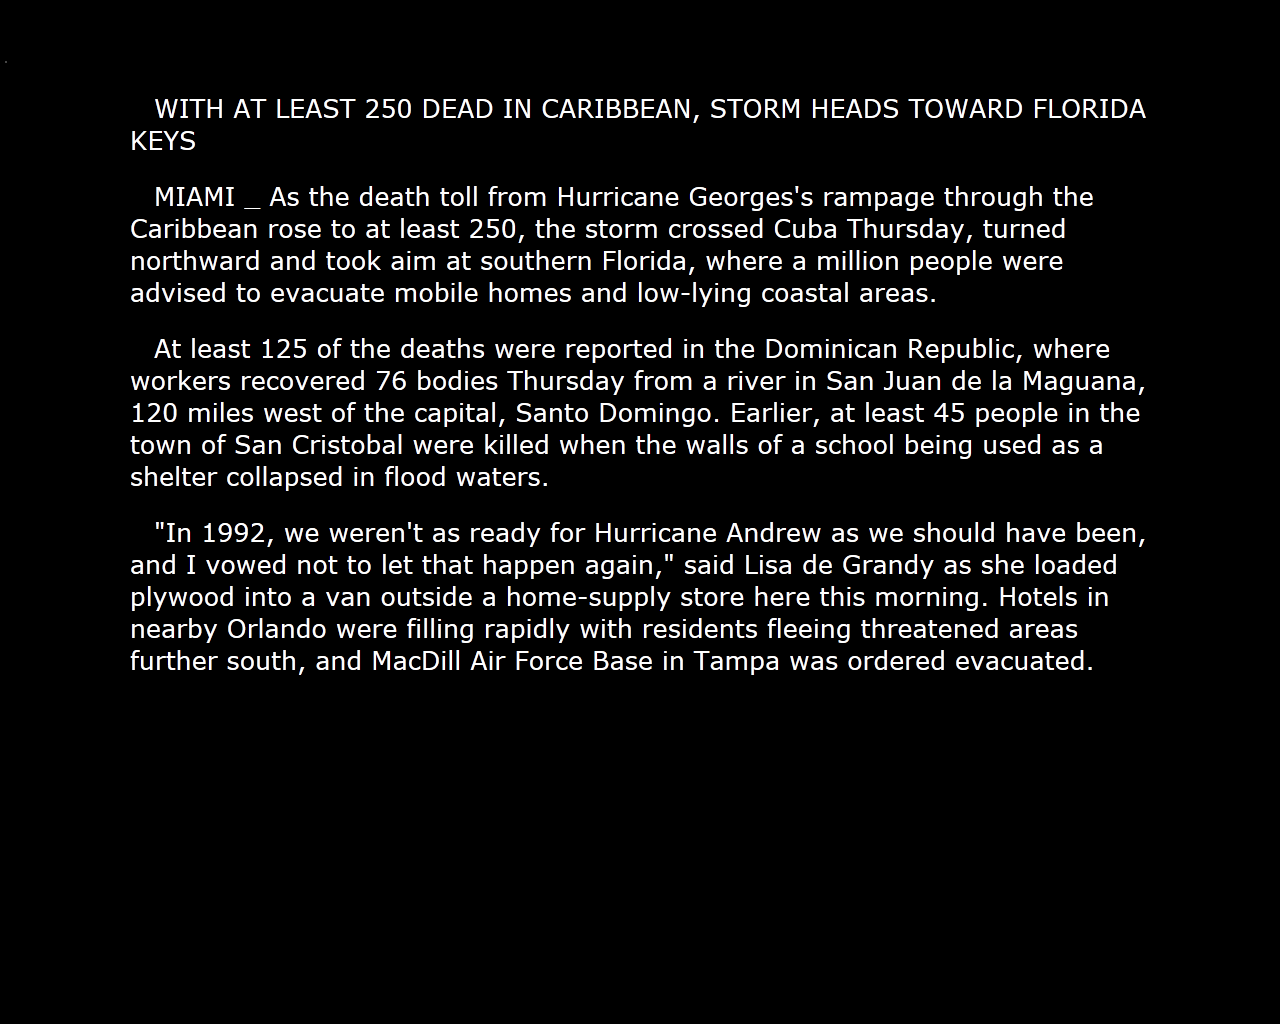 WITH AT LEAST 250 DEAD IN CARIBBEAN, STORM HEADS TOWARD FLORIDA
KEYS
MIAMI _ As the death toll from Hurricane Georges's rampage through the
Caribbean rose to at least 250, the storm crossed Cuba Thursday, turned
northward and took aim at southern Florida, where a million people were
advised to evacuate mobile homes and low-lying coastal areas.
At least 125 of the deaths were reported in the Dominican Republic, where
workers recovered 76 bodies Thursday from a river in San Juan de la Maguana,
120 miles west of the capital, Santo Domingo. Earlier, at least 45 people in the
town of San Cristobal were killed when the walls of a school being used as a
shelter collapsed in flood waters.
"In 1992, we weren't as ready for Hurricane Andrew as we should have been,
and I vowed not to let that happen again," said Lisa de Grandy as she loaded
plywood into a van outside a home-supply store here this morning. Hotels in
nearby Orlando were filling rapidly with residents fleeing threatened areas
further south, and MacDill Air Force Base in Tampa was ordered evacuated.